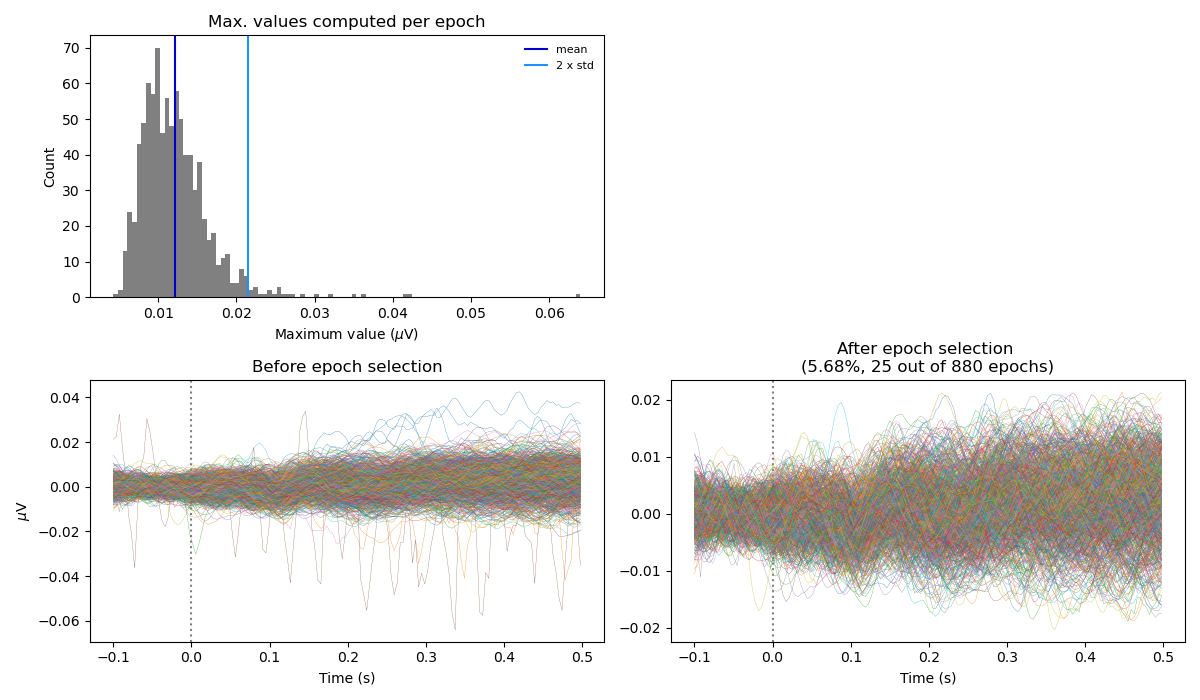 Max. values computed per epoch
70
60
50
40
30
20
10
0
Count
mean
2 x std
0.01 0.02 0.03 0.04 0.05 0.06
Maximum value (μV)
Before epoch selection
0.04
0.02
0.00
−0.02
−0.04
−0.06
μV
−0.1 0.0 0.1 0.2 0.3 0.4 0.5
Time (s)
After epoch selection
(5.68%, 25 out of 880 epochs)
0.02
0.01
0.00
−0.01
−0.02
−0.1 0.0 0.1 0.2 0.3 0.4 0.5
Time (s)